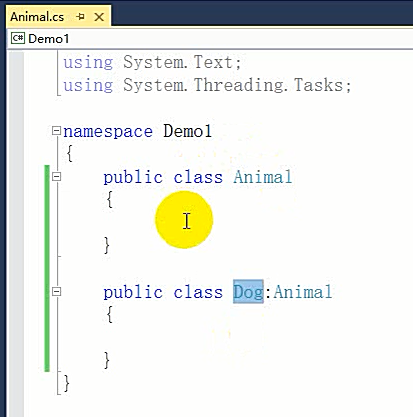 Animal.cs
C# Demo1
using System.Text;
using System.Threading.Tasks;
namespace Demo1
{
public class Animal
{
}
public class Dog:Animal
{
}
}